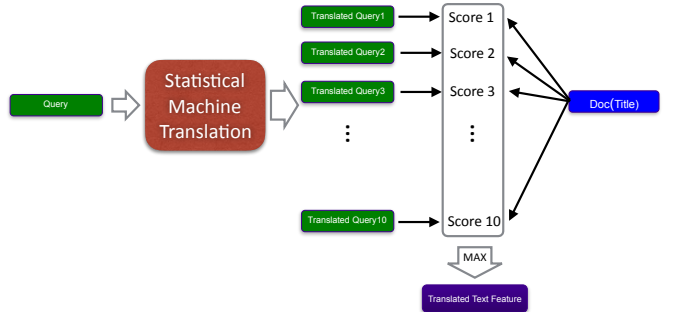 Query
Statistical
Machine
Translation
Translated Query1
Translated Query2
Translated Query3
Translated Query10
Score 1
Score 2
Score 3
Score 10
Doc(Title)
MAX
Translated Text Feature